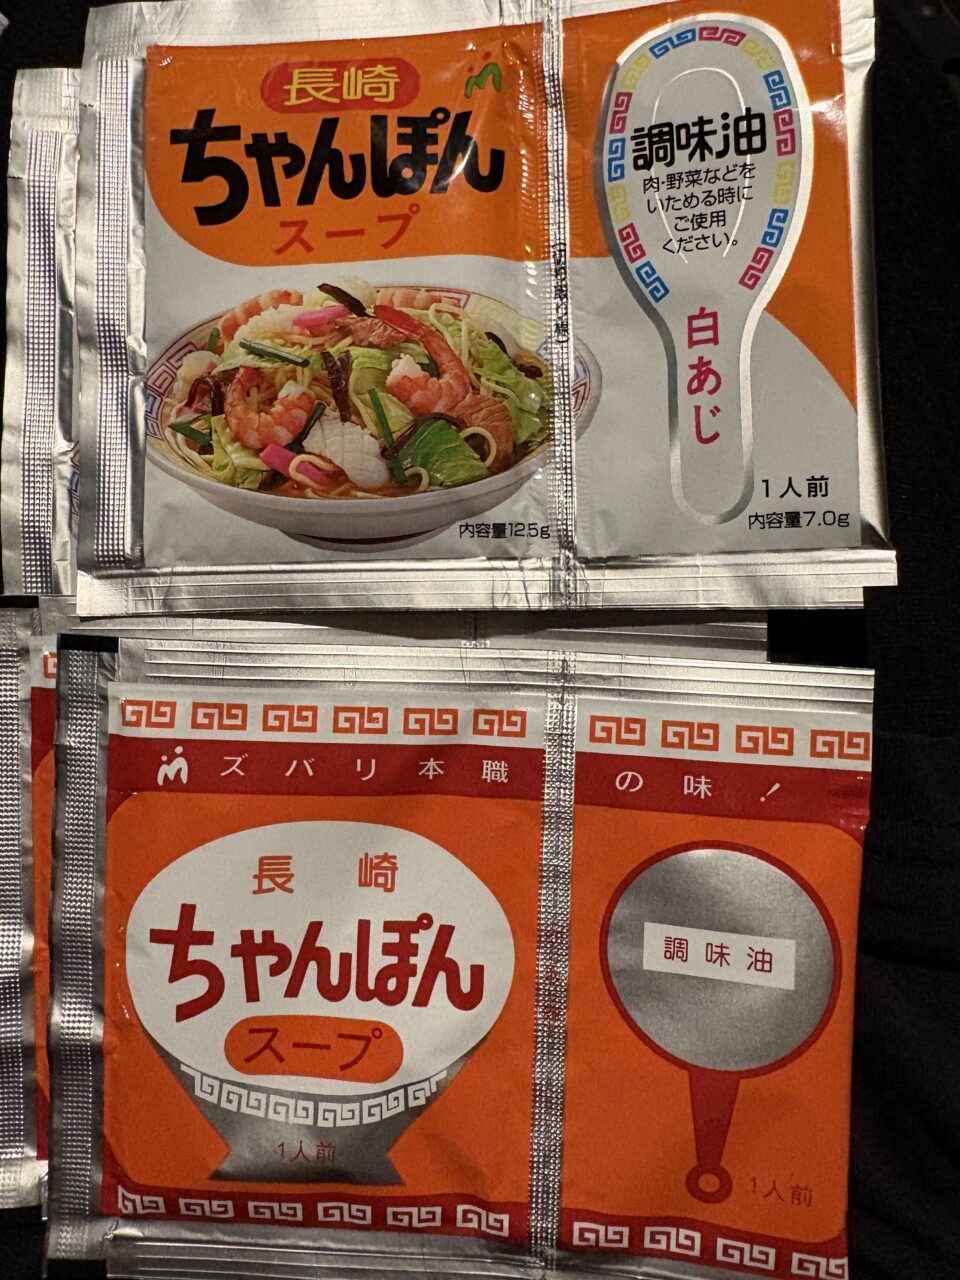 長崎
ちゃんぽん
スープ
内容量12.5g
調味油
肉・野菜などを
いためる時に
ご使用
ください。
白あじ
1人前
内容量7.0g
ズバリ本職の味!
長崎
ちゃんぽん
スープ
1人前
調味油
1人前